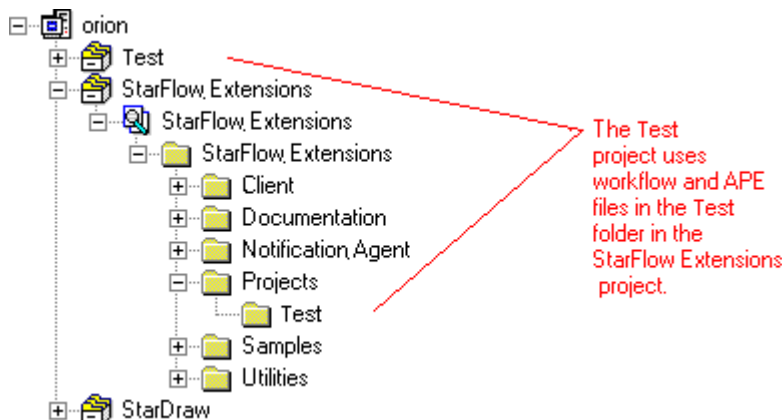 orion
Test
StarFlow Extensions
StarFlow Extensions
StarFlow Extensions
Client
Documentation
Notification Agent
Projects
Test
Samples
Utilities
StarDraw
The Test
project uses
workflow and APE
files in the Test
folder in the
StarFlow Extensions
project.